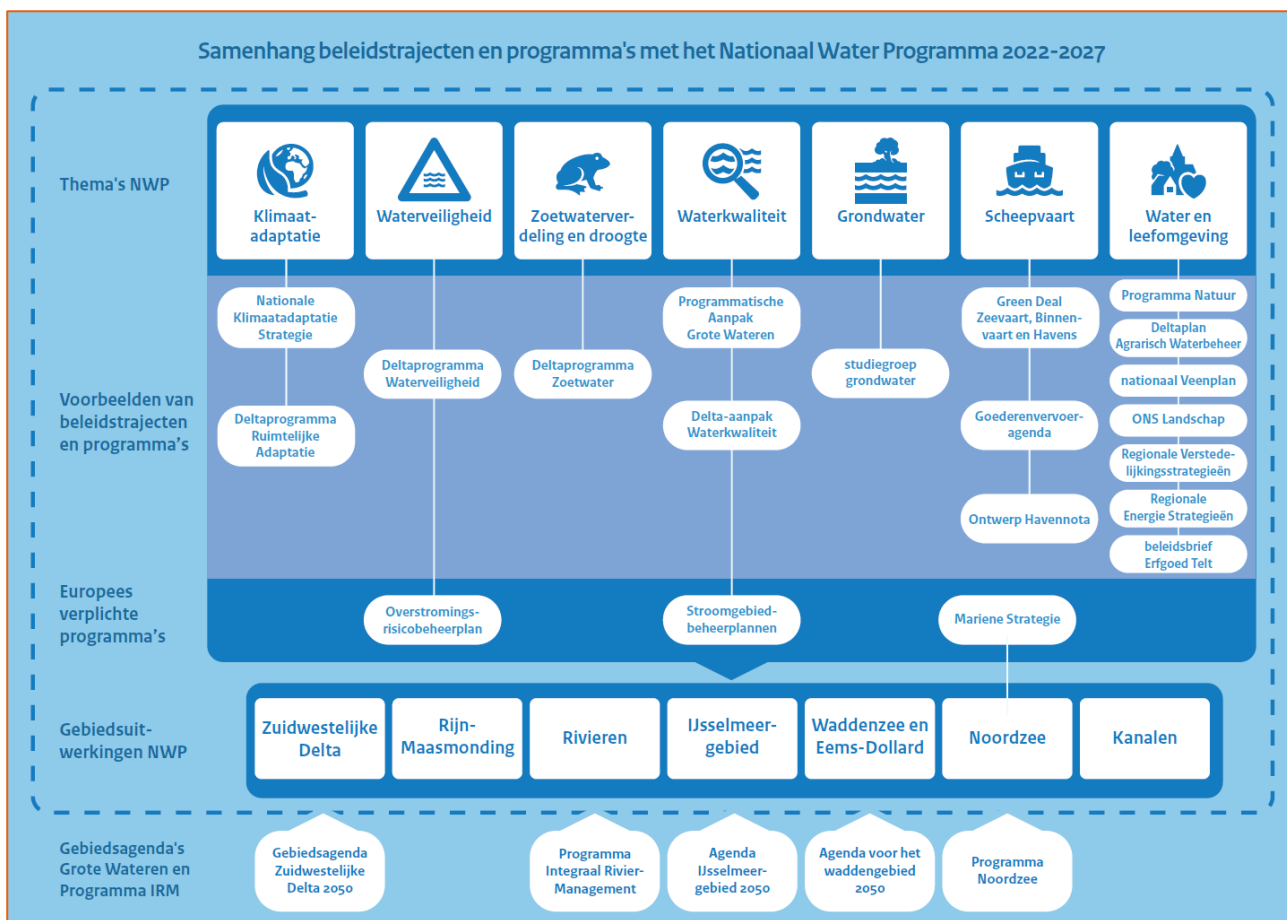 Samenhang beleidstrajecten en programma's met het Nationaal Water Programma 2022-2027
Thema's NWP
Klimaat-
adaptatie
Waterveiligheid
Zoetwaterver-
deling en droogte
Waterkwaliteit
Grondwater
Scheepvaart
Water en
leefomgeving
Voorbeelden van
beleidstrajecten
en programma's
Nationale
Klimaatadaptatie
Strategie
Deltaprogramma
Ruimtelijke
Adaptatie
Deltaprogramma
Waterveiligheid
Deltaprogramma
Zoetwater
Programmatische
Aanpak
Grote Wateren
Delta-aanpak
Waterkwaliteit
studiegroep
grondwater
Green Deal
Zeevaart, Binnen-
vaart en Havens
Goederenvervoer-
agenda
Ontwerp Havennota
Programma Natuur
Deltaplan
Agrarisch Waterbeheer
nationaal Veenplan
ONS Landschap
Regionale Verstede-
lijkingsstrategieën
Regionale
Energie Strategieën
beleidsbrief
Erfgoed Telt
Europees
verplichte
programma's
Overstromings-
risicobeheerplan
Stroomgebied-
beheerplannen
Mariene Strategie
Gebiedsuit-
werkingen NWP
Zuidwestelijke
Delta
Rijn-
Maasmonding
Rivieren
IJsselmeer-
gebied
Waddenzee en
Eems-Dollard
Noordzee
Kanalen
Gebiedsagenda's
Grote Wateren en
Programma IRM
Gebiedsagenda
Zuidwestelijke
Delta 2050
Programma
Integraal Rivier-
Management
Agenda
IJsselmeer-
gebied 2050
Agenda voor het
waddengebied
2050
Programma
Noordzee